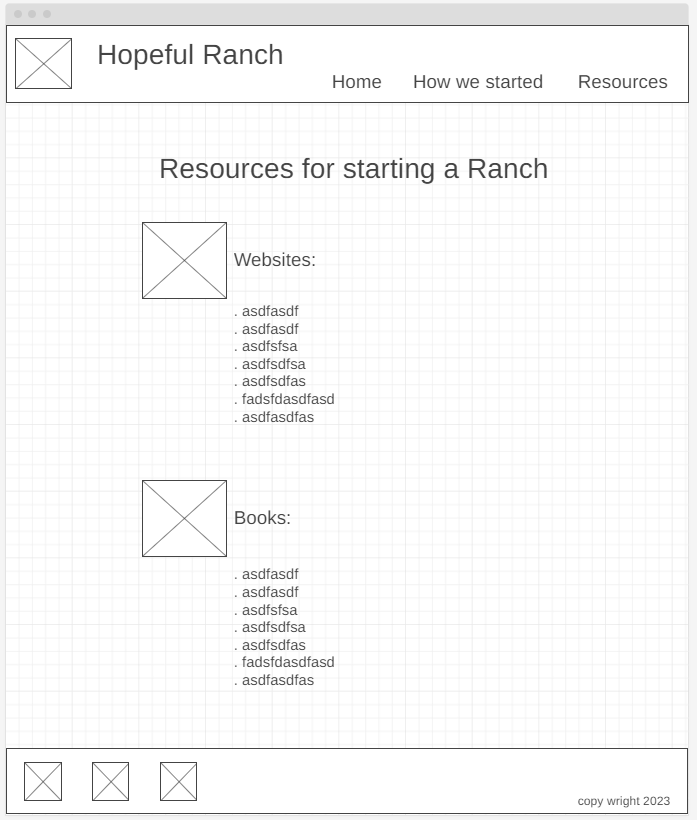 Hopeful Ranch
Home How we started Resources
Resources for starting a Ranch
Websites:
. asdfasdf
. asdfasdf
. asdfsfsa
. asdfsdfsa
. asdfsdfas
. fadsfdasdfasd
. asdfasdfas
Books:
. asdfasdf
. asdfasdf
. asdfsfsa
. asdfsdfsa
. asdfsdfas
. fadsfdasdfasd
. asdfasdfas
copy wright 2023